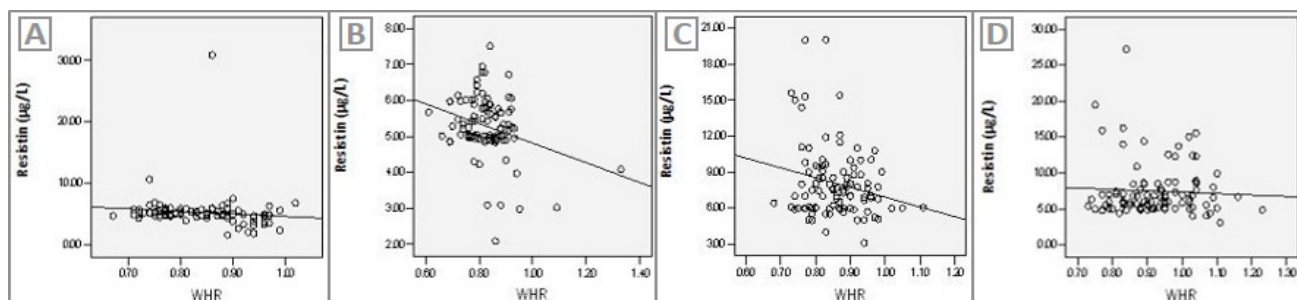 A
Resistin (µg/L)
30.00
20.00
10.00
0.00
0.70 0.80 0.90 1.00
WHR
B
Resistin (µg/L)
8.00
7.00
6.00
5.00
4.00
3.00
2.00
0.60 0.80 1.00 1.20 1.40
WHR
C
Resistin (µg/L)
21.00
18.00
15.00
12.00
9.00
6.00
3.00
0.60 0.70 0.80 0.90 1.00 1.10 1.20
WHR
D
Resistin (µg/L)
30.00
25.00
20.00
15.00
10.00
5.00
0.00
0.70 0.80 0.90 1.00 1.10 1.20 1.30
WHR